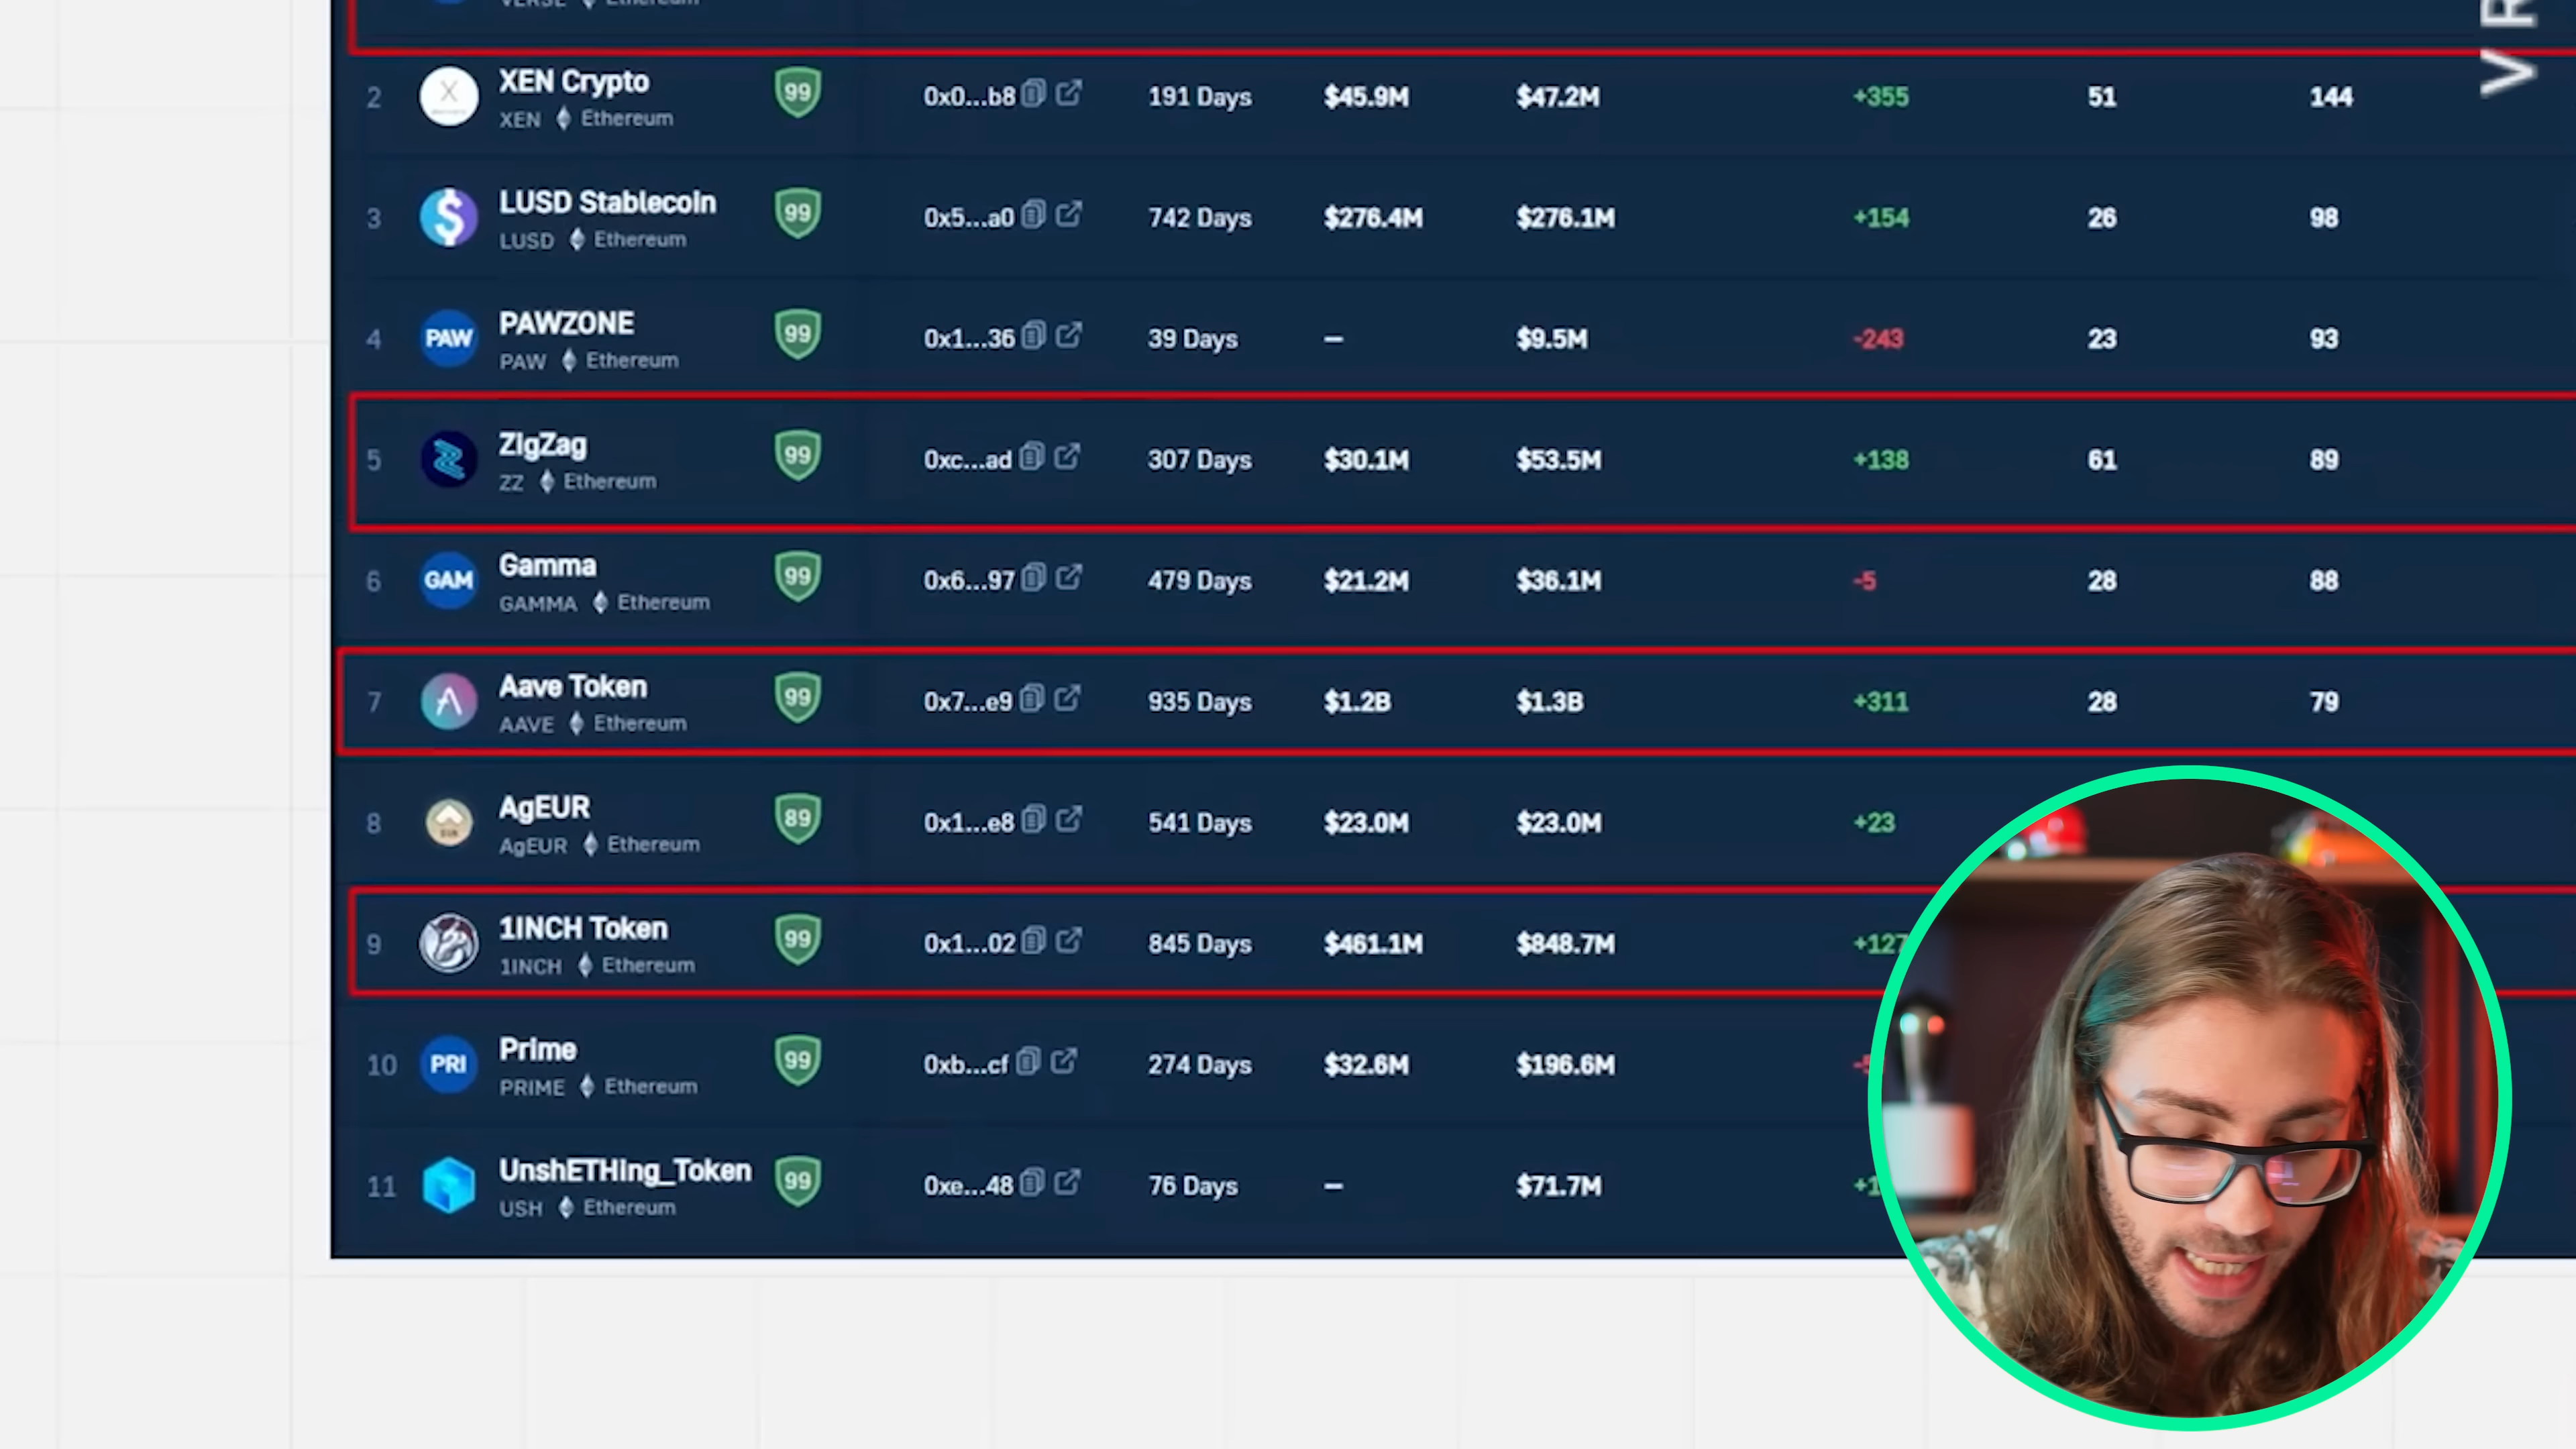 VERSE Ethereum
V R
2 X XEN Crypto 99 0x0...b8 191 Days $45.9M $47.2M +355 51 144
XEN Ethereum
3 LUSD Stablecoin 99 0x5...a0 742 Days $276.4M $276.1M +154 26 98
LUSD Ethereum
4 PAW PAWZONE 99 0x1...36 39 Days — $9.5M -243 23 93
PAW Ethereum
5 ZigZag 99 0xc...ad 307 Days $30.1M $53.5M +138 61 89
ZZ Ethereum
6 GAM Gamma 99 0x6...97 479 Days $21.2M $36.1M -5 28 88
GAMMA Ethereum
7 Aave Token 99 0x7...e9 935 Days $1.2B $1.3B +311 28 79
AAVE Ethereum
8 AgEUR 89 0x1...e8 541 Days $23.0M $23.0M +23
AgEUR Ethereum
9 1INCH Token 99 0x1...02 845 Days $461.1M $848.7M +127
1INCH Ethereum
10 PRI Prime 99 0xb...cf 274 Days $32.6M $196.6M
PRIME Ethereum
11 UnshETHing_Token 99 0xe...48 76 Days — $71.7M +1
USH Ethereum